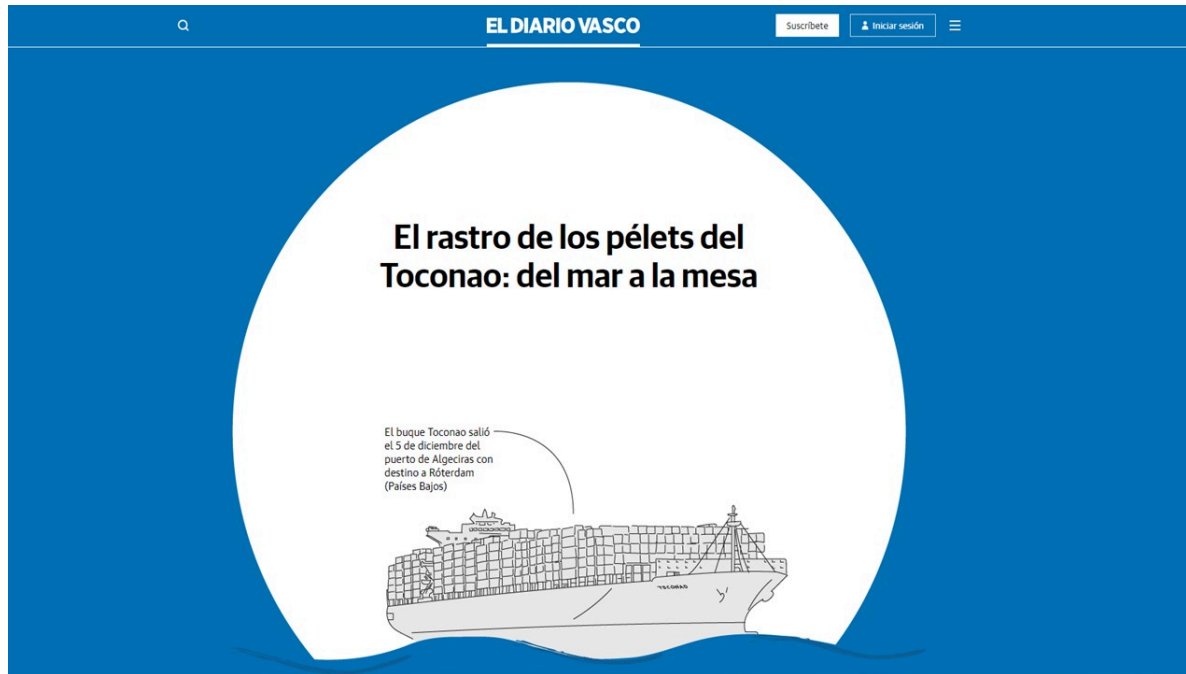 EL DIARIO VASCO
Suscríbete
Iniciar sesión
El rastro de los pélets del
Toconao: del mar a la mesa
El buque Toconao salió
el 5 de diciembre del
puerto de Algeciras con
destino a Róterdam
(Países Bajos)
TOCONAO